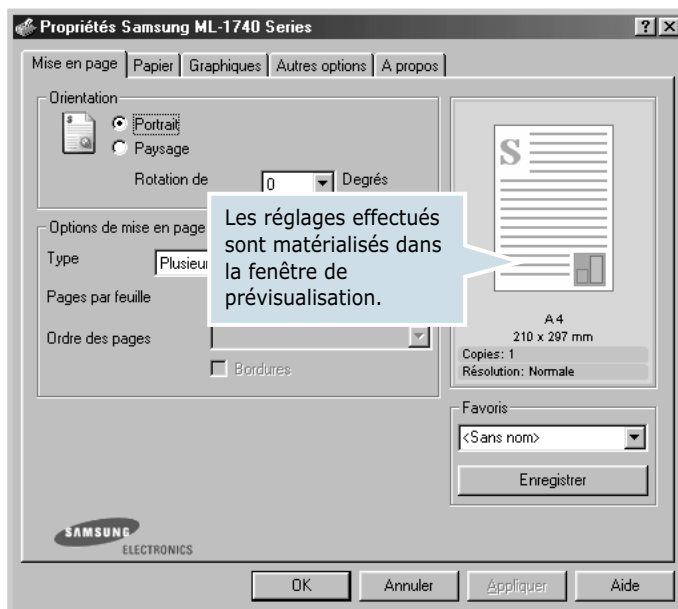 Propriétés Samsung ML-1740 Series
Mise en page Papier Graphiques Autres options A propos
Orientation
Portrait
Paysage
Rotation de 0 Degrés
Options de mise en page
Type
Pages par feuille
Ordre des pages
Bordures
Les réglages effectués
sont matérialisés dans
la fenêtre de
prévisualisation.
S
A4
210 x 297 mm
Copies: 1
Résolution: Normale
Favoris
<Sans nom>
Enregistrer
SAMSUNG
ELECTRONICS
OK Annuler Appliquer Aide